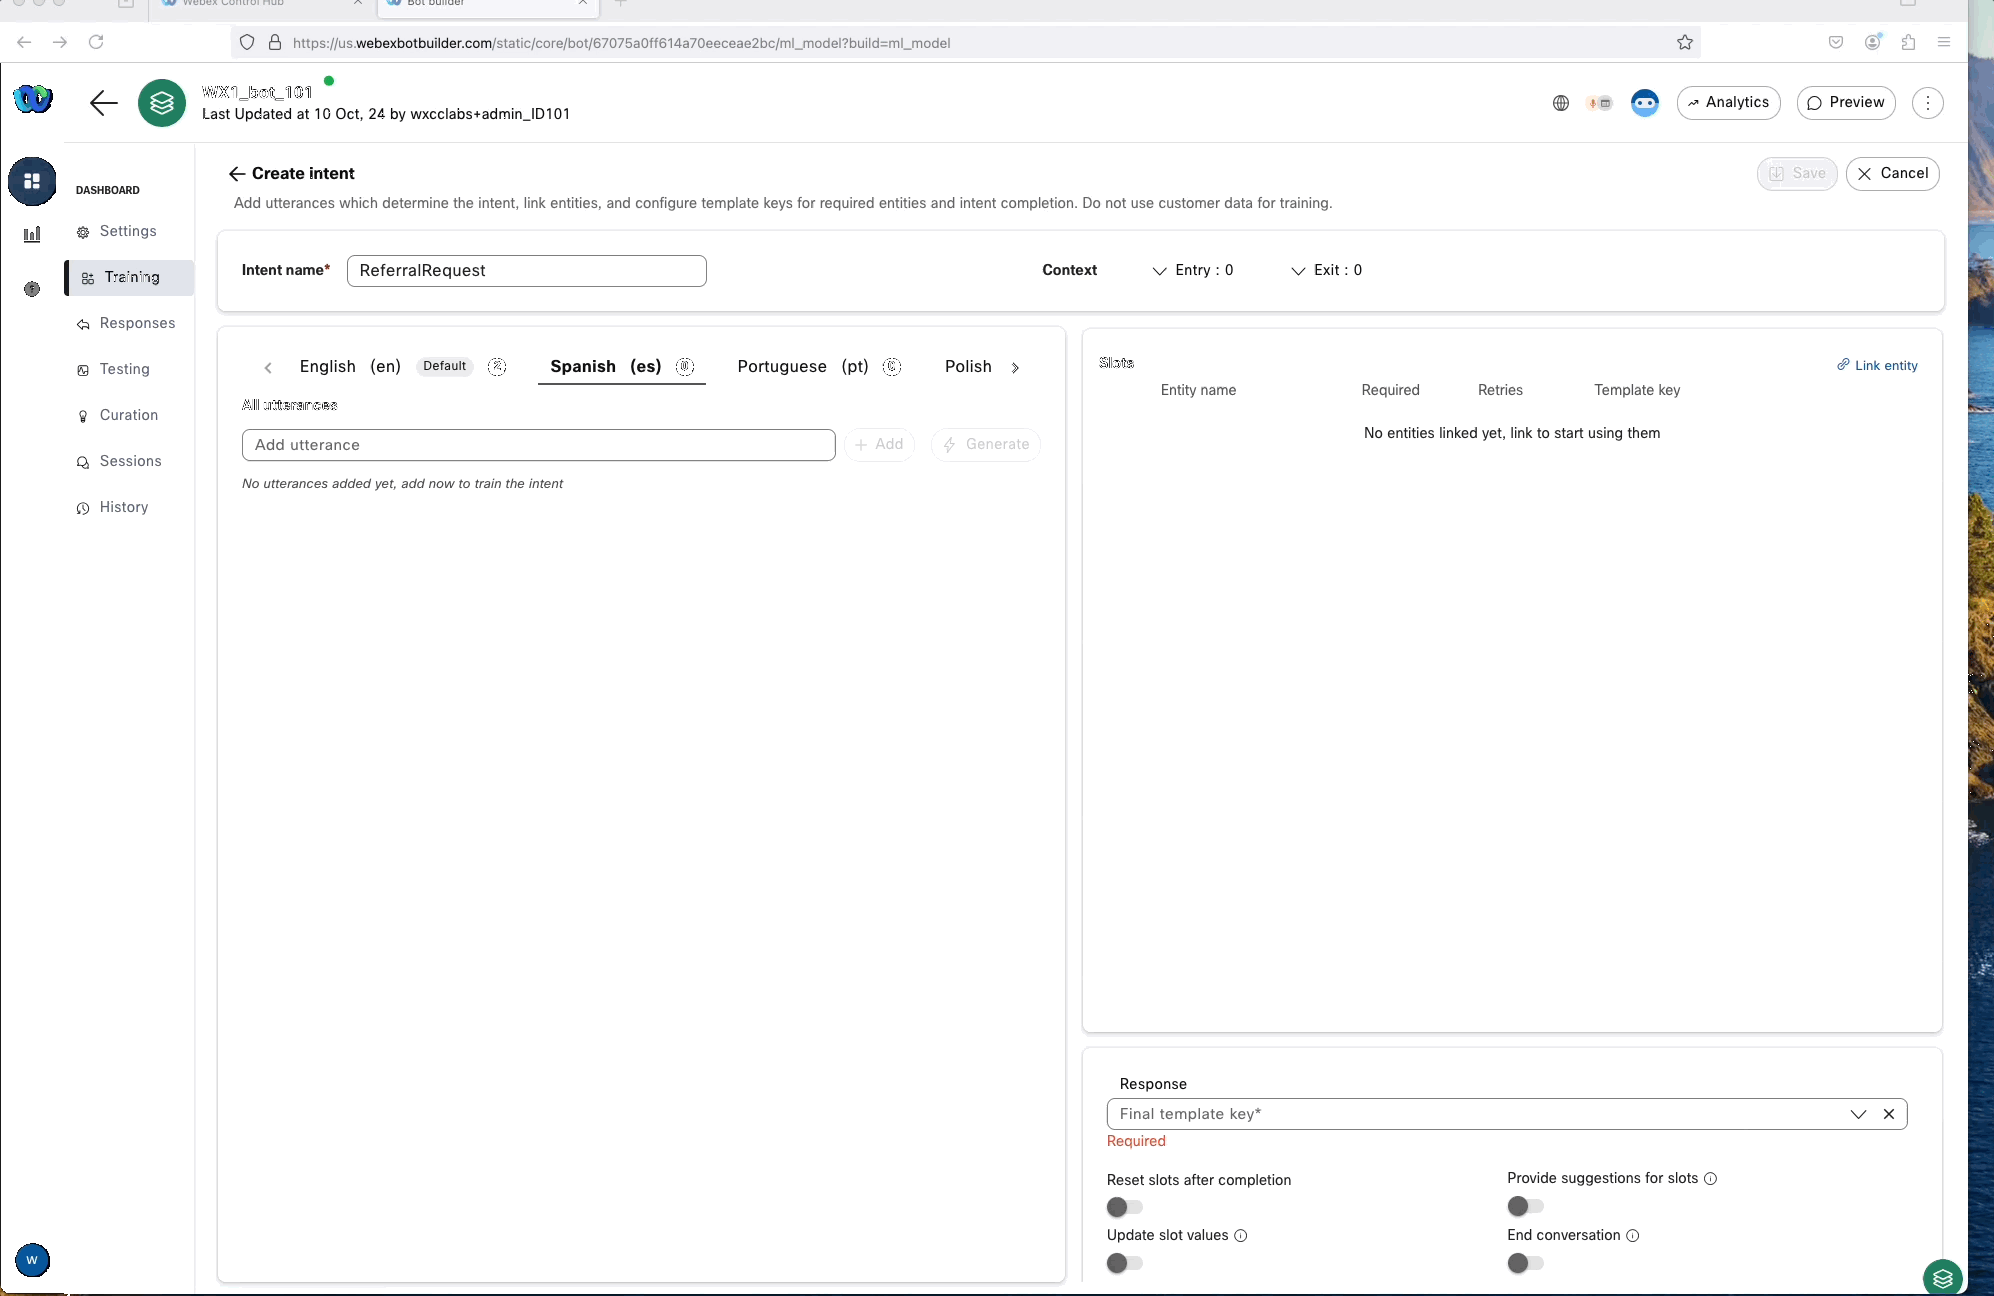 Webex Control Hub
Bot builder
https://us.webexbotbuilder.com/static/core/bot/67075a0ff614a70eeceae2bc/ml_model?build=ml_model
WX1_bot_101
Last Updated at 10 Oct, 24 by wxcclabs+admin_ID101
Analytics
Preview
DASHBOARD
Settings
Training
Responses
Testing
Curation
Sessions
History
W
Create intent
Save
Cancel
Add utterances which determine the intent, link entities, and configure template keys for required entities and intent completion. Do not use customer data for training.
Intent name* ReferralRequest
Context Entry : 0 Exit : 0
English (en) Default 2 Spanish (es) 0 Portuguese (pt) 0 Polish
All utterances
Add utterance
Add
Generate
No utterances added yet, add now to train the intent
Slots
Link entity
Entity name Required Retries Template key
No entities linked yet, link to start using them
Response
Final template key*
Required
Reset slots after completion
Provide suggestions for slots
Update slot values
End conversation